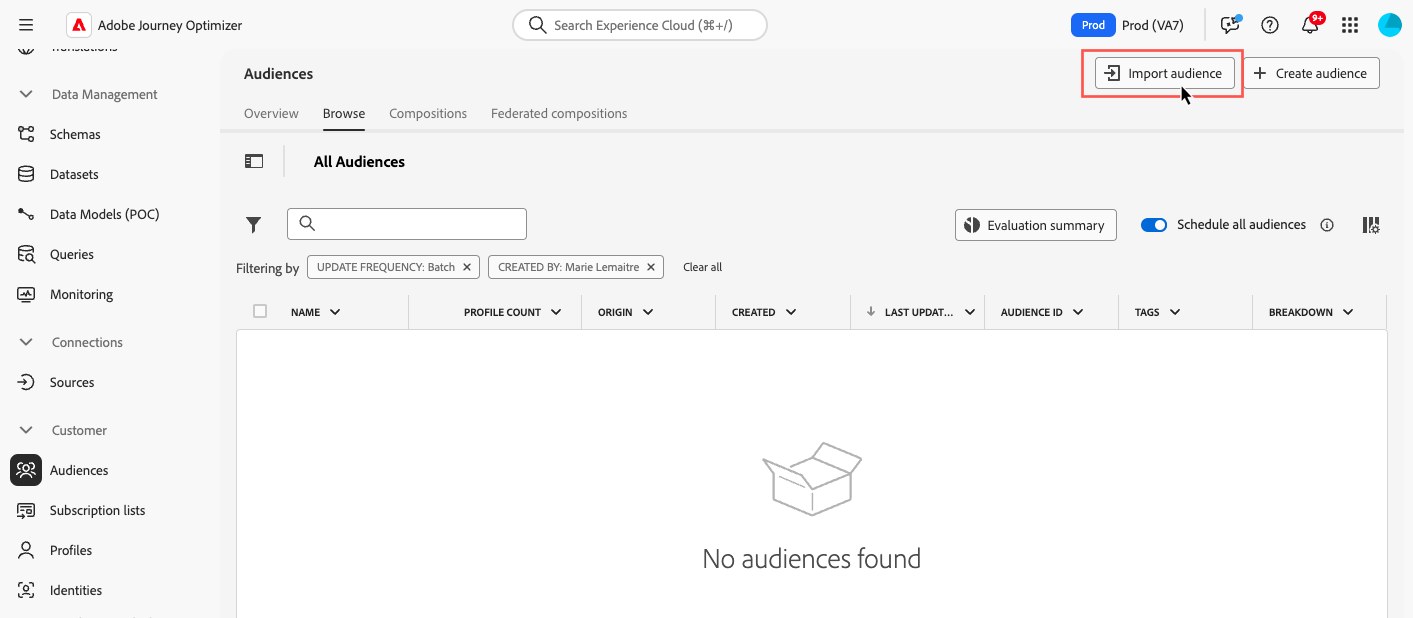 Adobe Journey Optimizer
Search Experience Cloud (⌘+/)
Prod
Prod (VA7)
9+
Translations
Data Management
Schemas
Datasets
Data Models (POC)
Queries
Monitoring
Connections
Sources
Customer
Audiences
Subscription lists
Profiles
Identities
Audiences
Import audience
Create audience
Overview
Browse
Compositions
Federated compositions
All Audiences
Evaluation summary
Schedule all audiences
Filtering by
UPDATE FREQUENCY: Batch
CREATED BY: Marie Lemaitre
Clear all
NAME
PROFILE COUNT
ORIGIN
CREATED
LAST UPDAT...
AUDIENCE ID
TAGS
BREAKDOWN
No audiences found